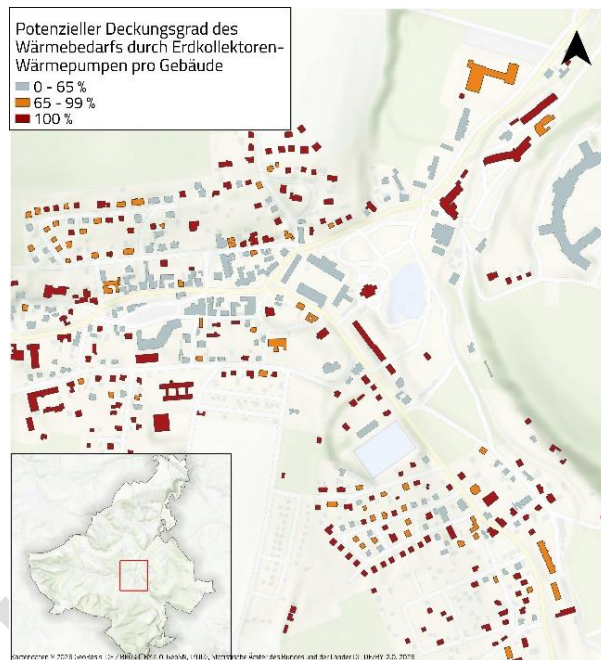 Potenzieller Deckungsgrad des
Wärmebedarfs durch Erdkollektoren-
Wärmepumpen pro Gebäude
0 - 65 %
65 - 99 %
100 %